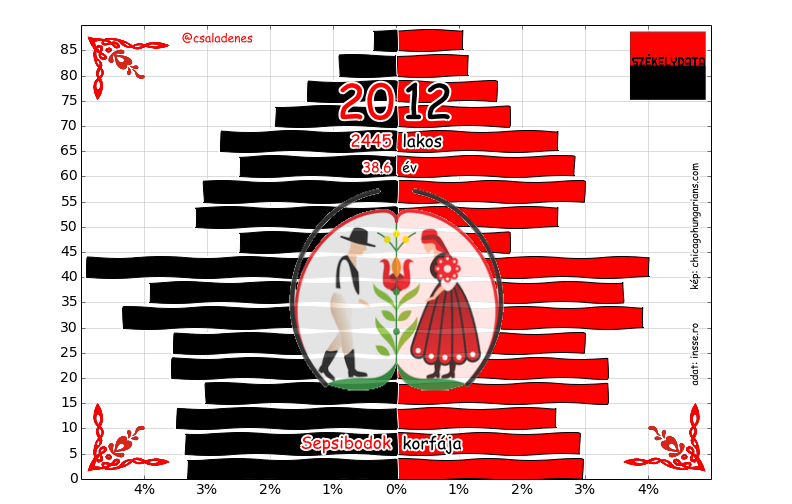 @csaladenes
SZÉKELYDATA
2012
2445 lakos
38.6 év
kép: chicagohungarians.com
adat: insse.ro
Sepsibodok korfája
85
80
75
70
65
60
55
50
45
40
35
30
25
20
15
10
5
0
4% 3% 2% 1% 0% 1% 2% 3% 4%